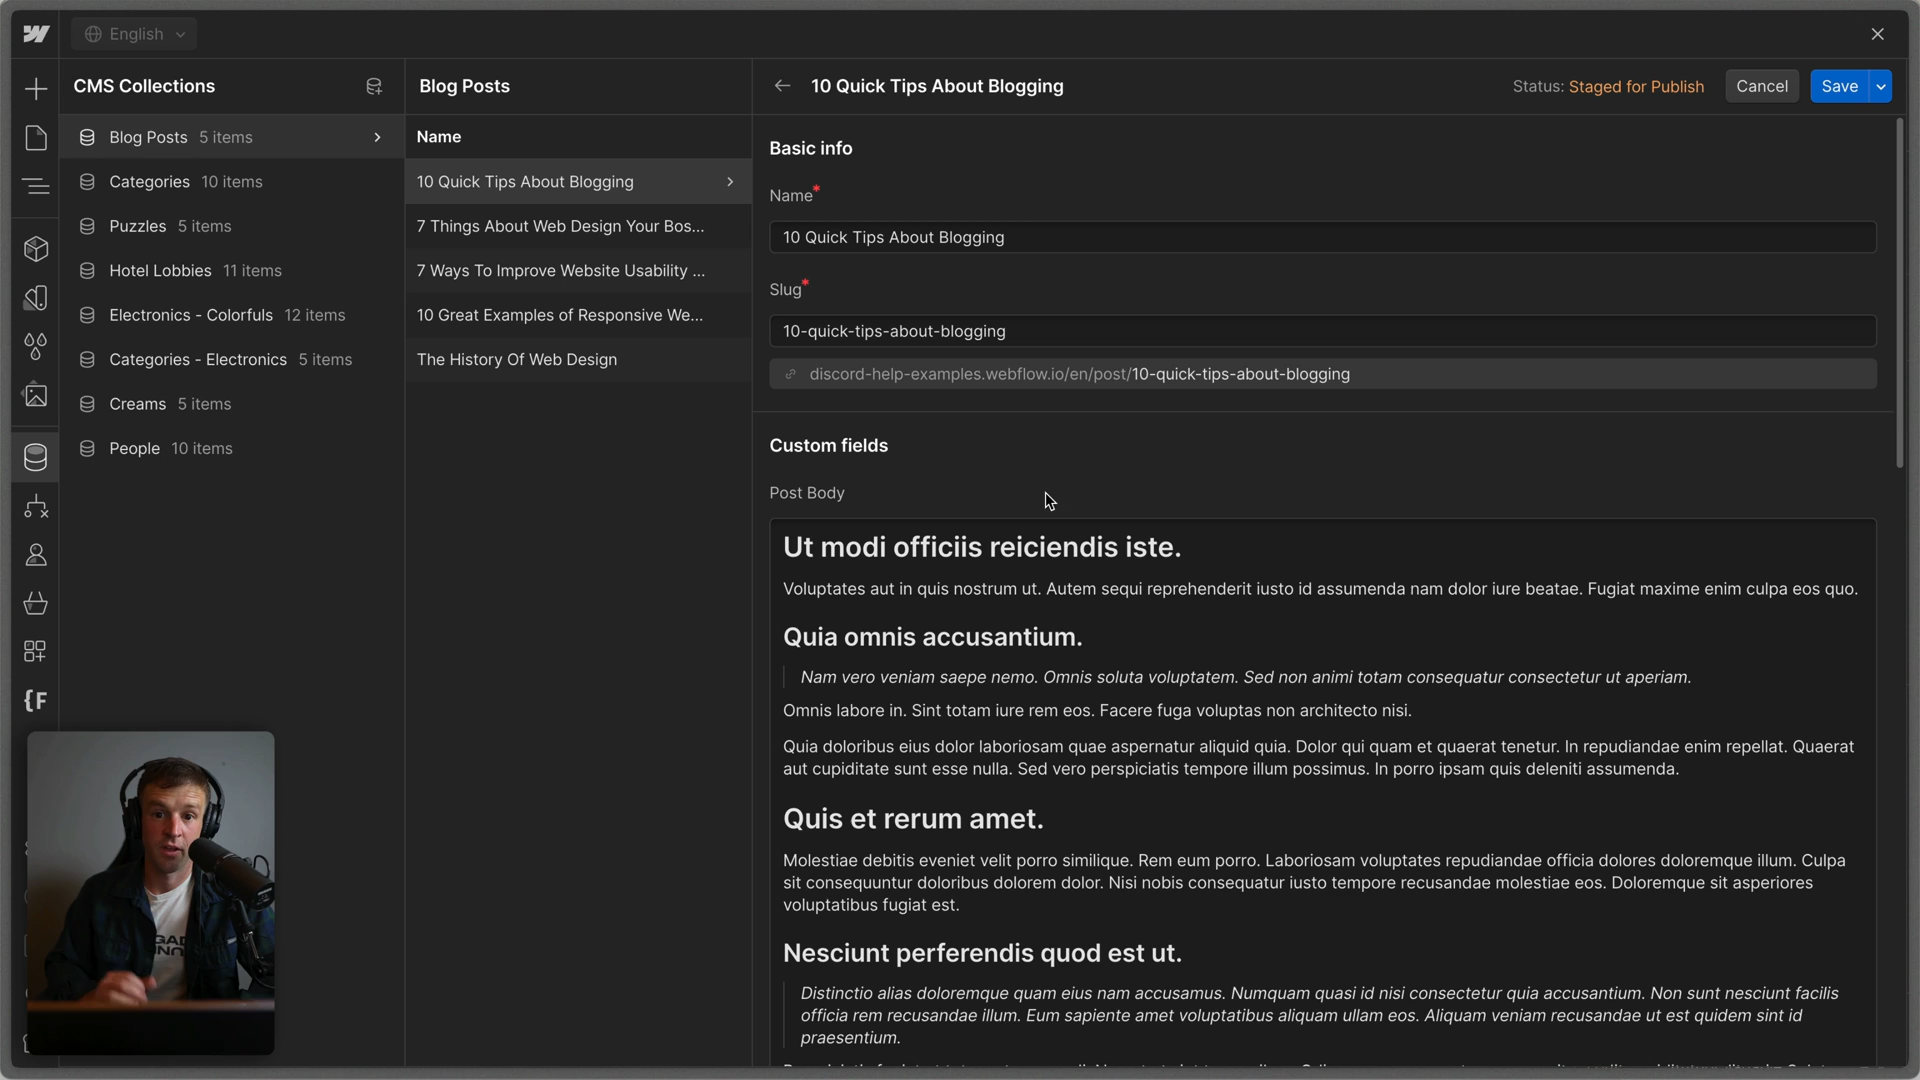 English
CMS Collections
Blog Posts 5 items
Categories 10 items
Puzzles 5 items
Hotel Lobbies 11 items
Electronics - Colorfuls 12 items
Categories - Electronics 5 items
Creams 5 items
People 10 items
Blog Posts
Name
10 Quick Tips About Blogging
7 Things About Web Design Your Bos...
7 Ways To Improve Website Usability ...
10 Great Examples of Responsive We...
The History Of Web Design
10 Quick Tips About Blogging
Status: Staged for Publish
Cancel
Save
Basic info
Name*
10 Quick Tips About Blogging
Slug*
10-quick-tips-about-blogging
discord-help-examples.webflow.io/en/post/10-quick-tips-about-blogging
Custom fields
Post Body
Ut modi officiis reiciendis iste.
Voluptates aut in quis nostrum ut. Autem sequi reprehenderit iusto id assumenda nam dolor iure beatae. Fugiat maxime enim culpa eos quo.
Quia omnis accusantium.
Nam vero veniam saepe nemo. Omnis soluta voluptatem. Sed non animi totam consequatur consectetur ut aperiam.
Omnis labore in. Sint totam iure rem eos. Facere fuga voluptas non architecto nisi.
Quia doloribus eius dolor laboriosam quae aspernatur aliquid quia. Dolor qui quam et quaerat tenetur. In repudiandae enim repellat. Quaerat
aut cupiditate sunt esse nulla. Sed vero perspiciatis tempore illum possimus. In porro ipsam quis deleniti assumenda.
Quis et rerum amet.
Molestiae debitis eveniet velit porro similique. Rem eum porro. Laboriosam voluptates repudiandae officia dolores doloremque illum. Culpa
sit consequuntur doloribus dolorem dolor. Nisi nobis consequatur iusto tempore recusandae molestiae eos. Doloremque sit asperiores
voluptatibus fugiat est.
Nesciunt perferendis quod est ut.
Distinctio alias doloremque quam eius nam accusamus. Numquam quasi id nisi consectetur quia accusantium. Non sunt nesciunt facilis
officia rem recusandae illum. Eum sapiente amet voluptatibus aliquam ullam eos. Aliquam veniam recusandae ut est quidem sint id
praesentium.